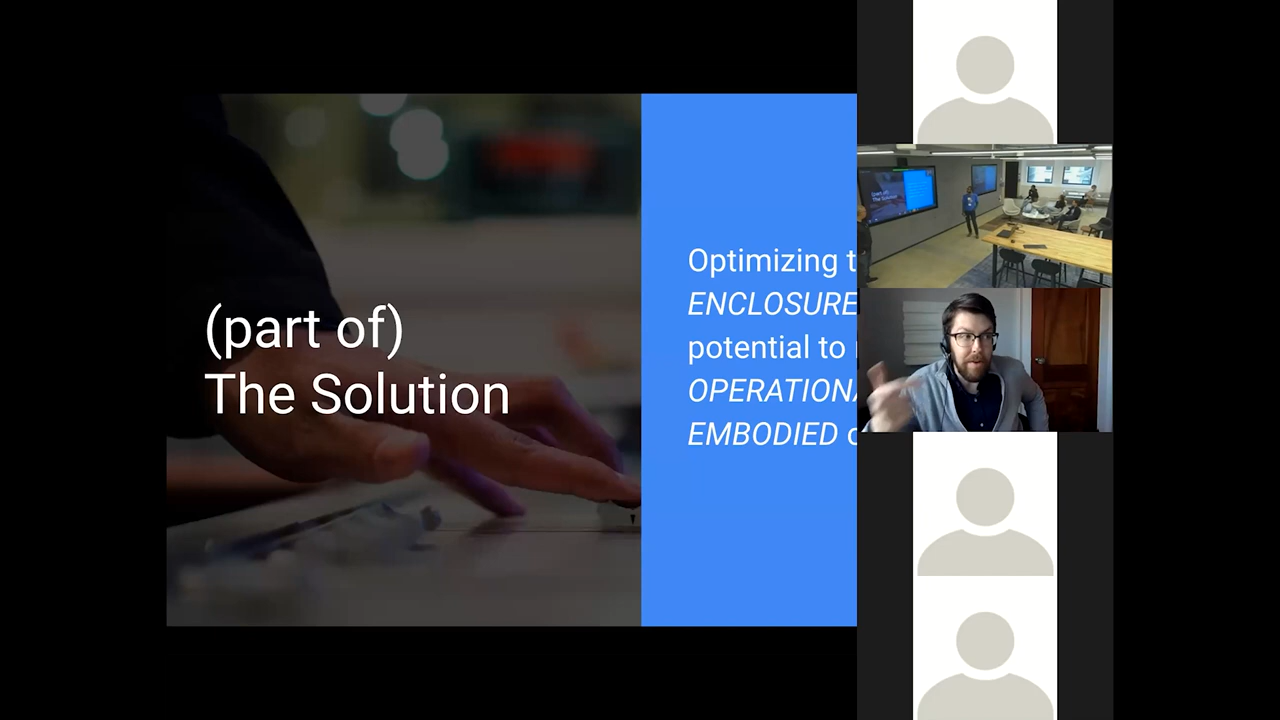 (part of)
The Solution
Optimizing t
ENCLOSURE
potential to
OPERATIONA
EMBODIED